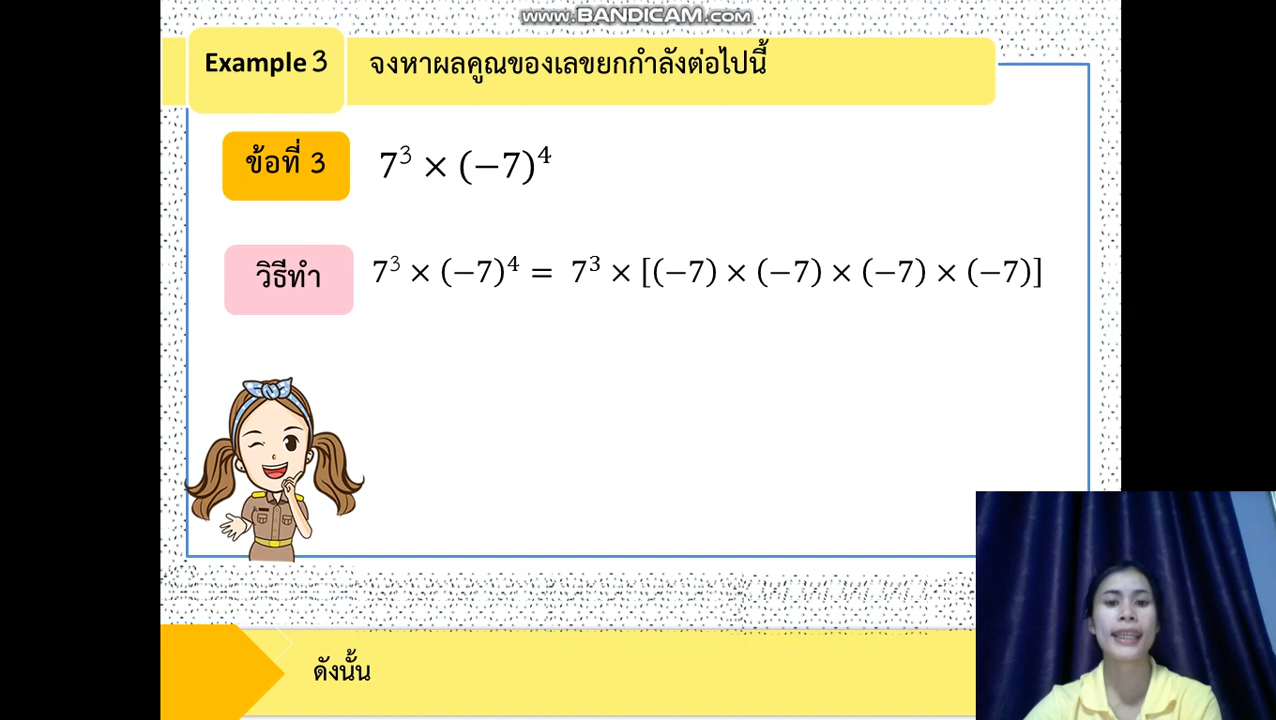 www.BANDICAM.com
Example 3 จงหาผลคูณของเลขยกกำลังต่อไปนี้
ข้อที่ 3 7³ × (−7)⁴
วิธีทำ 7³ × (−7)⁴ = 7³ × [(−7) × (−7) × (−7) × (−7)]
ดังนั้น